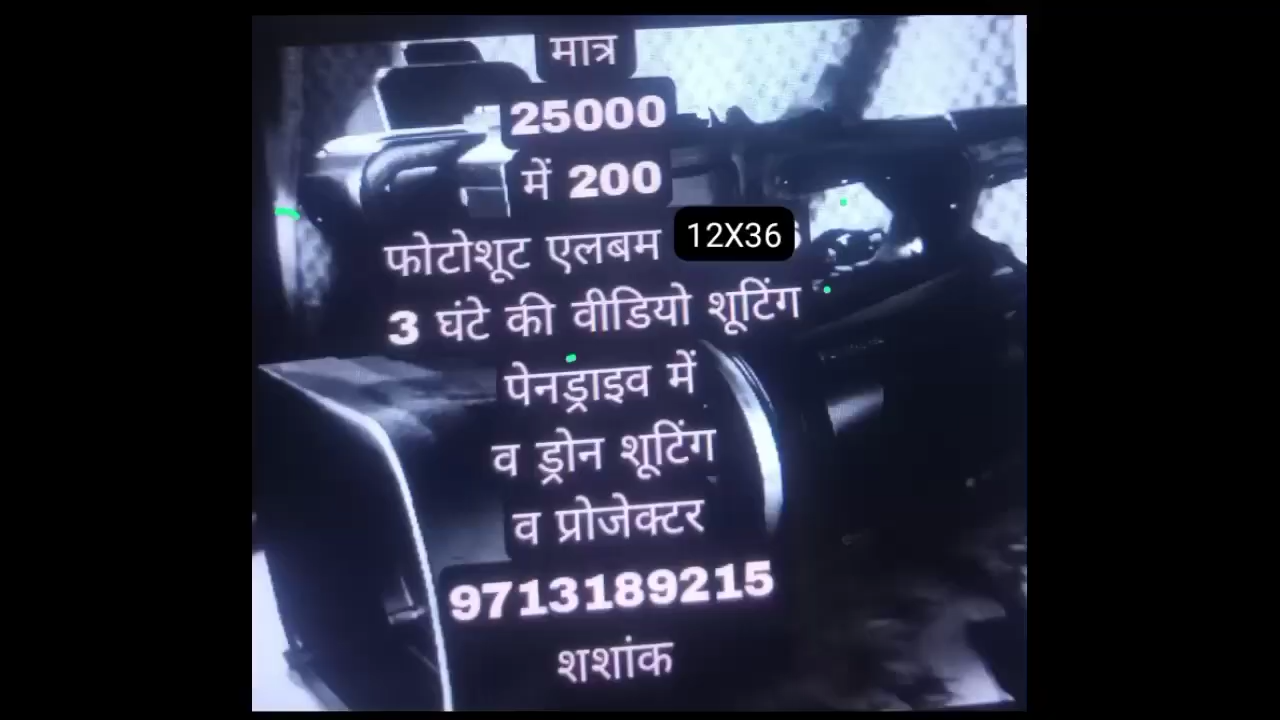 मात्र
25000
में 200
फोटोशूट एलबम 12X36
3 घंटे की वीडियो शूटिंग
पेनड्राइव में
व ड्रोन शूटिंग
व प्रोजेक्टर
9713189215
शशांक